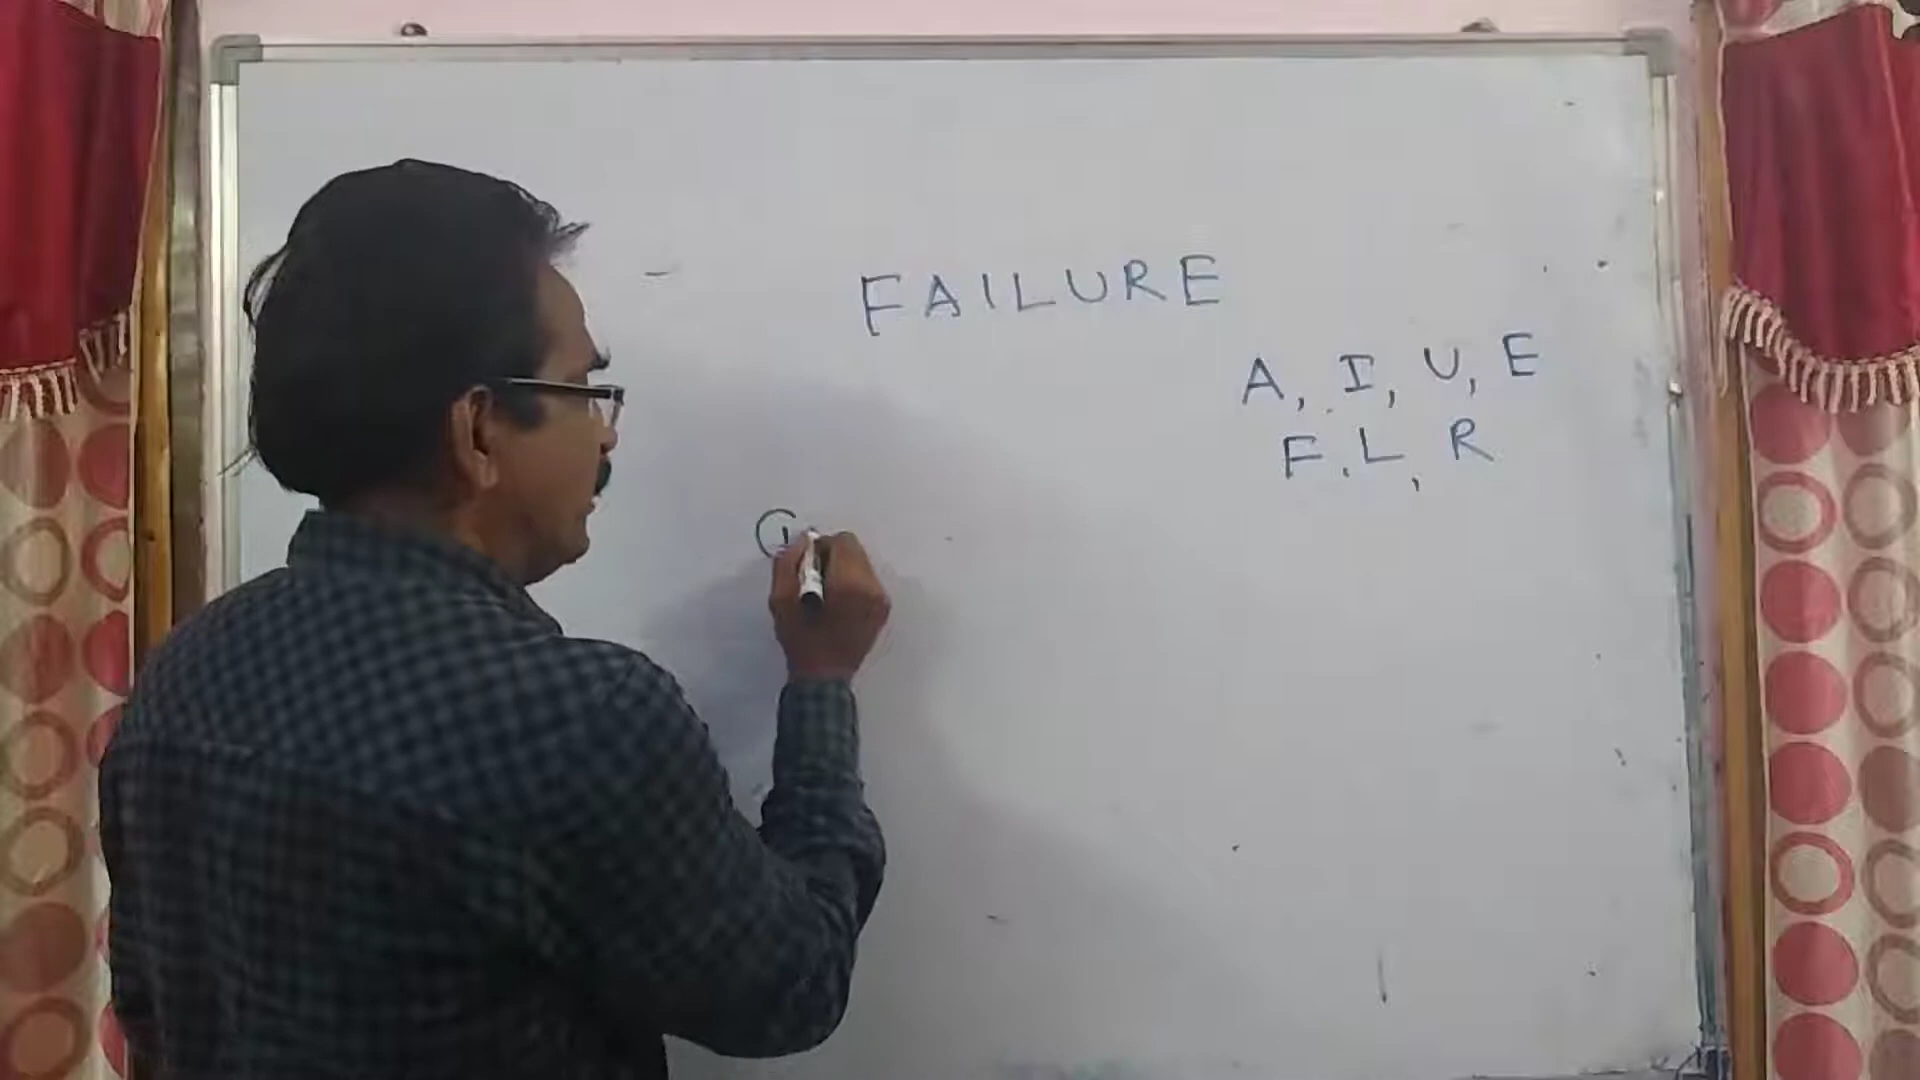 FAILURE
A, I, U, E
F, L, R